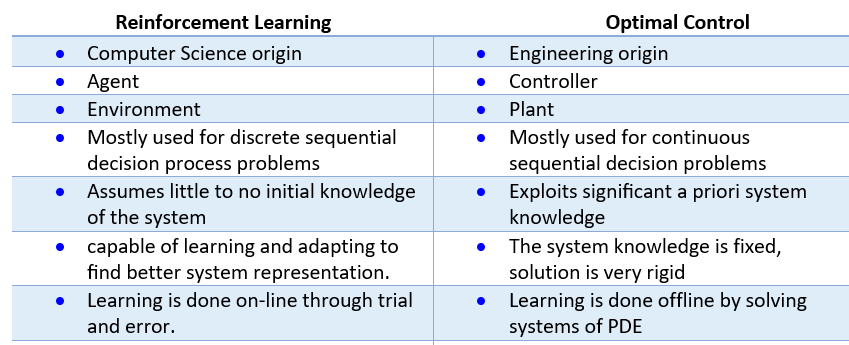 Reinforcement Learning
Optimal Control
• Computer Science origin
• Engineering origin
• Agent
• Controller
• Environment
• Plant
• Mostly used for discrete sequential
decision process problems
• Mostly used for continuous
sequential decision problems
• Assumes little to no initial knowledge
of the system
• Exploits significant a priori system
knowledge
• capable of learning and adapting to
find better system representation.
• The system knowledge is fixed,
solution is very rigid
• Learning is done on-line through trial
and error.
• Learning is done offline by solving
systems of PDE